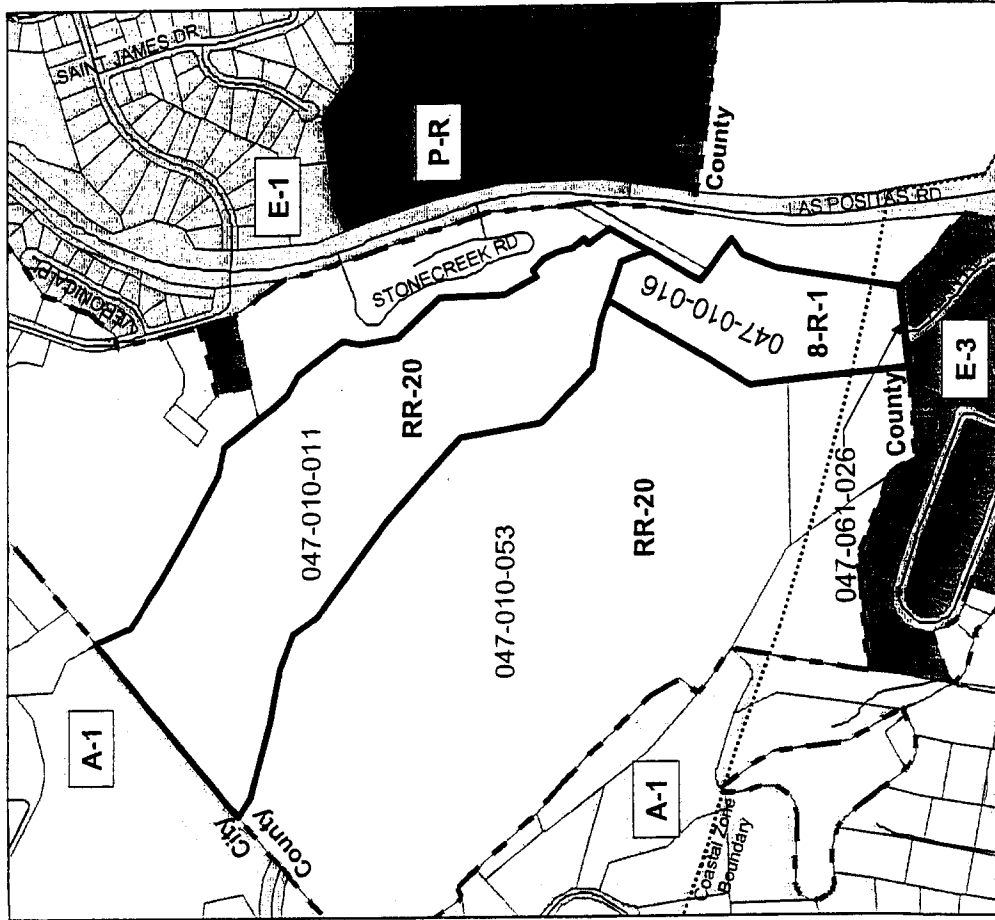 SAINT JAMES DR
E-1
P-R
County
VERONICA P
STONECREEK RD
LAS POSITAS RD
A-1
RR-20
047-010-011
047-010-016
8-R-1
City
County
047-010-053
RR-20
County
E-3
047-061-026
A-1
Coastal Zone
Boundary